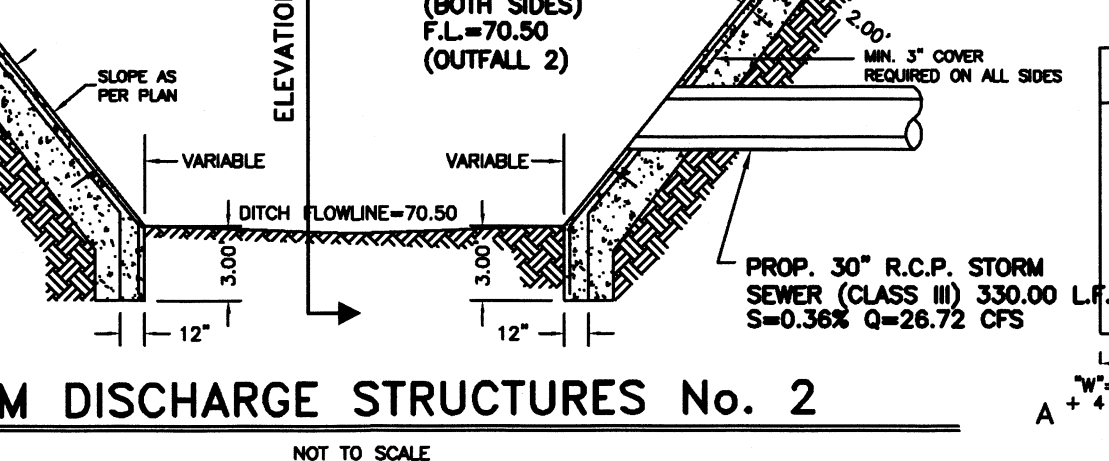 (BOTH SIDES)
F.L.=70.50
(OUTFALL 2)
ELEVATION
2.00'
MIN. 3" COVER
REQUIRED ON ALL SIDES
SLOPE AS
PER PLAN
VARIABLE
VARIABLE
DITCH FLOWLINE=70.50
3.00'
3.00'
12"
12"
PROP. 30" R.C.P. STORM
SEWER (CLASS III) 330.00 L.F.
S=0.36% Q=26.72 CFS
M DISCHARGE STRUCTURES No. 2
NOT TO SCALE
"W"=
A + 4